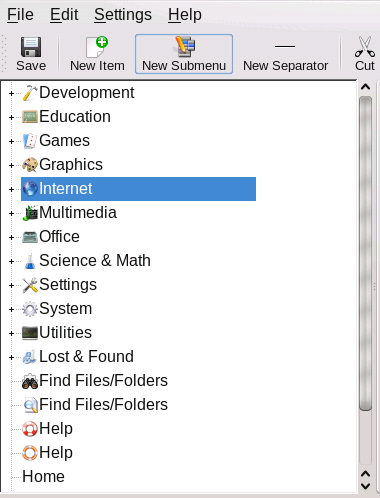 File Edit Settings Help
Save New Item New Submenu New Separator Cut
Development
Education
Games
Graphics
Internet
Multimedia
Office
Science & Math
Settings
System
Utilities
Lost & Found
Find Files/Folders
Find Files/Folders
Help
Help
Home